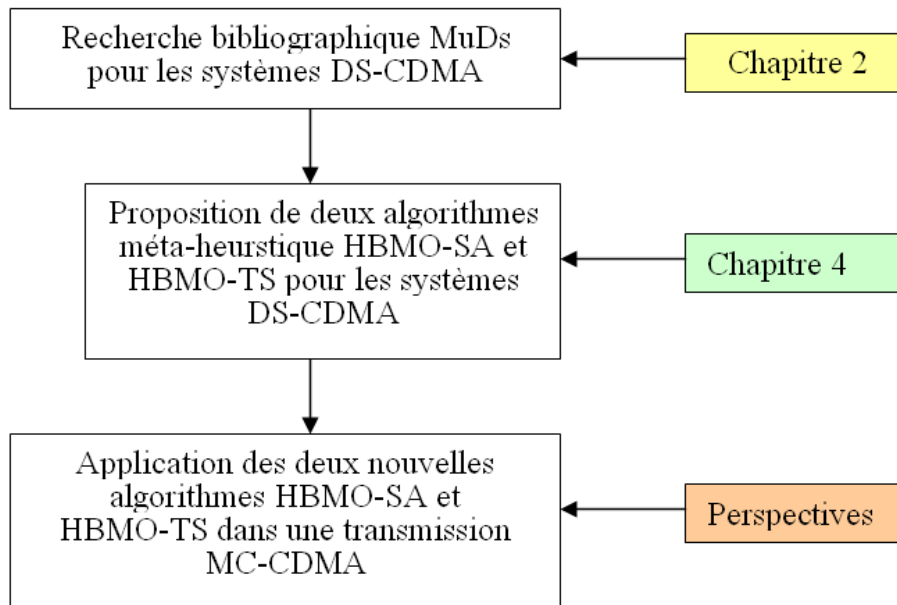 Recherche bibliographique MuDs
pour les systèmes DS-CDMA
Chapitre 2
Proposition de deux algorithmes
méta-heurstique HBMO-SA et
HBMO-TS pour les systèmes
DS-CDMA
Chapitre 4
Application des deux nouvelles
algorithmes HBMO-SA et
HBMO-TS dans une transmission
MC-CDMA
Perspectives